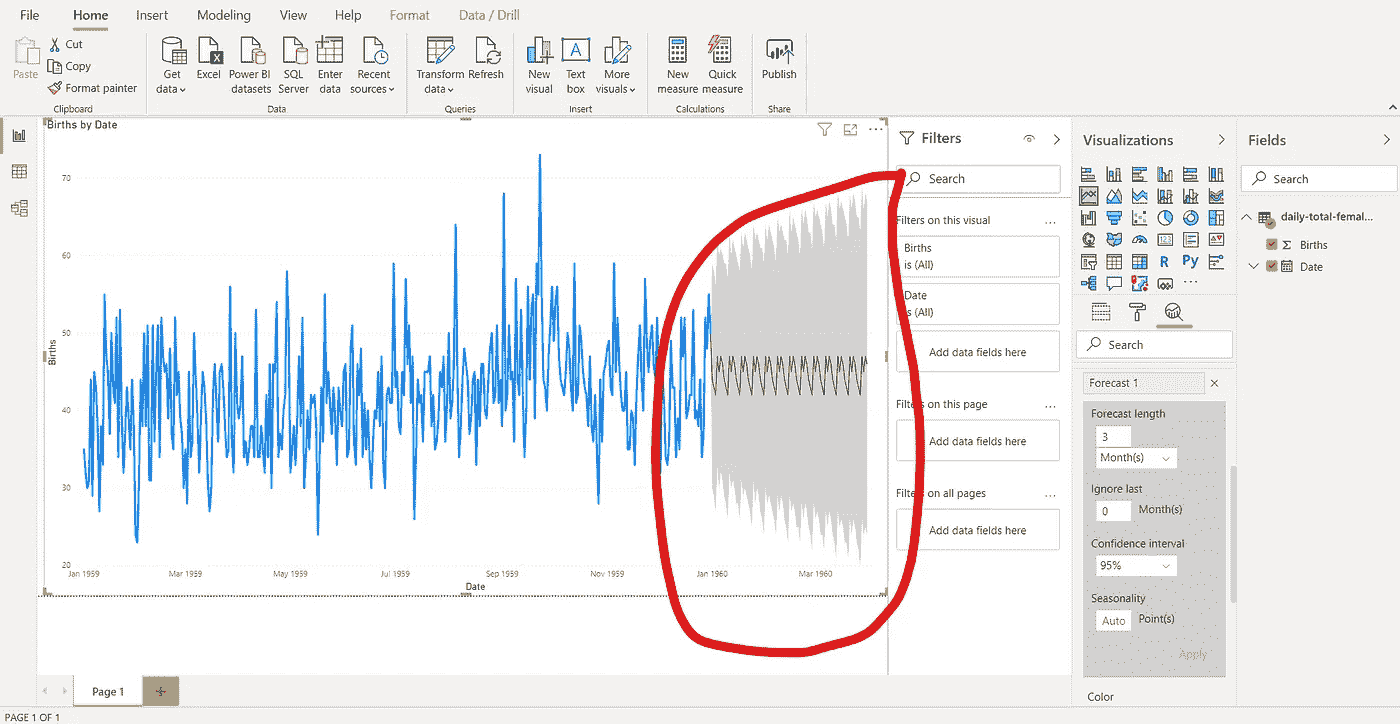 File Home Insert Modeling View Help Format Data / Drill
Paste
Cut
Copy
Format painter
Clipboard
Get data
Excel
Power BI datasets
SQL Server
Enter data
Recent sources
Data
Transform data
Refresh
Queries
New visual
Text box
More visuals
Insert
New measure
Quick measure
Calculations
Publish
Share
Births by Date
70
60
50
40
30
20
Births
Jan 1959 Mar 1959 May 1959 Jul 1959 Sep 1959 Nov 1959 Jan 1960 Mar 1960
Date
Filters
Search
Filters on this visual ...
Births
is (All)
Date
is (All)
Add data fields here
Filters on this page ...
Add data fields here
Filters on all pages ...
Add data fields here
Visualizations
123
R Py
...
Search
Forecast 1
Forecast length
3
Month(s)
Ignore last
0 Month(s)
Confidence interval
95%
Seasonality
Auto Point(s)
Apply
Color
Fields
Search
daily-total-femal...
Σ Births
Date
Page 1 +
PAGE 1 OF 1